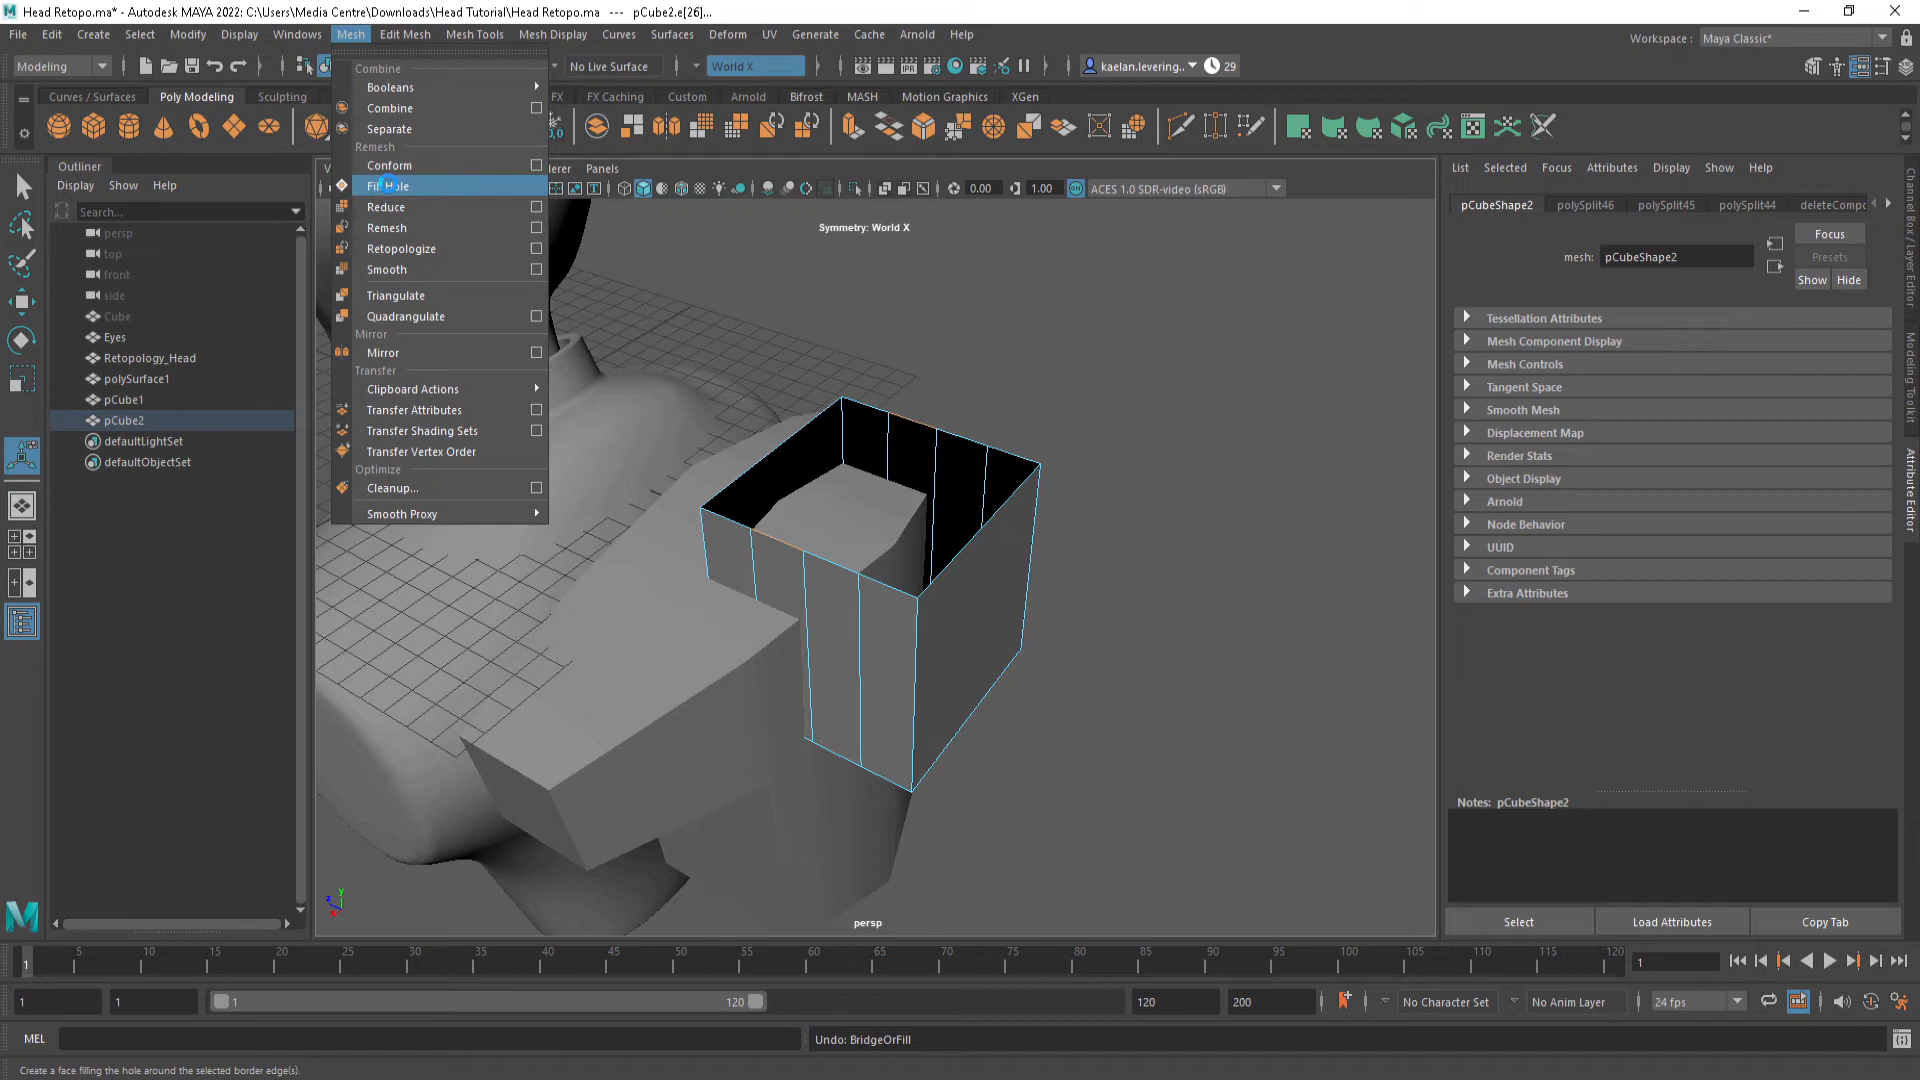 Head Retopo.ma* - Autodesk MAYA 2022: C:\Users\Media Centre\Downloads\Head Tutorial\Head Retopo.ma --- pCube2.e[26]...
File Edit Create Select Modify Display Windows Mesh Edit Mesh Mesh Tools Mesh Display Curves Surfaces Deform UV Generate Cache Arnold Help
Workspace : Maya Classic*
Modeling No Live Surface World X kaelan.levering.. 29
Curves / Surfaces Poly Modeling Sculpting FX FX Caching Custom Arnold Bifrost MASH Motion Graphics XGen
Combine
Booleans
Combine
Separate
Remesh
Conform
Fill Hole
Reduce
Remesh
Retopologize
Smooth
Triangulate
Quadrangulate
Mirror
Mirror
Transfer
Clipboard Actions
Transfer Attributes
Transfer Shading Sets
Transfer Vertex Order
Optimize
Cleanup...
Smooth Proxy
Outliner
Display Show Help
Search...
persp
top
front
side
Cube
Eyes
Retopology_Head
polySurface1
pCube1
pCube2
defaultLightSet
defaultObjectSet
Panels
0.00 1.00 ACES 1.0 SDR-video (sRGB)
Symmetry: World X
persp
List Selected Focus Attributes Display Show Help
pCubeShape2 polySplit46 polySplit45 polySplit44 deleteCompo
Focus
mesh: pCubeShape2
Presets
Show Hide
Tessellation Attributes
Mesh Component Display
Mesh Controls
Tangent Space
Smooth Mesh
Displacement Map
Render Stats
Object Display
Arnold
Node Behavior
UUID
Component Tags
Extra Attributes
Notes: pCubeShape2
Select Load Attributes Copy Tab
Channel Box / Layer Editor
Modeling Toolkit
Attribute Editor
1 5 10 15 20 25 30 35 40 45 50 55 60 65 70 75 80 85 90 95 100 105 110 115 120 1
1 1 1 120 120 200 No Character Set No Anim Layer 24 fps
MEL Undo: BridgeOrFill
Create a face filling the hole around the selected border edge(s).